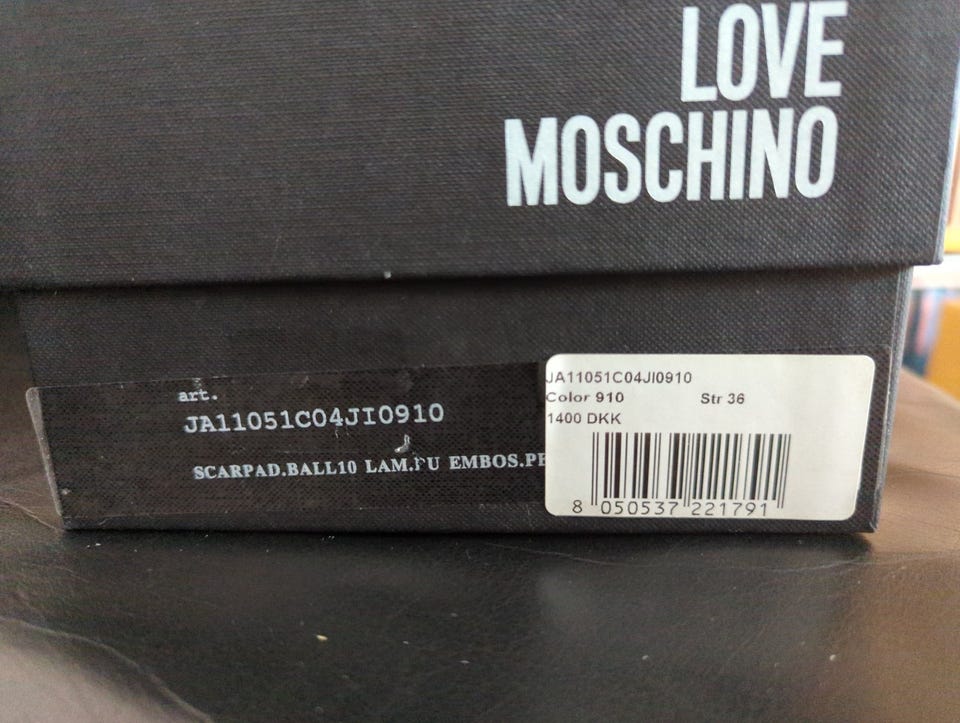 LOVE
MOSCHINO
art.
JA11051C04JI0910
SCARPAD.BALL10 LAM.PU EMBOS.PE
JA11051C04JI0910
Color 910 Str 36
1400 DKK
8 050537 221791